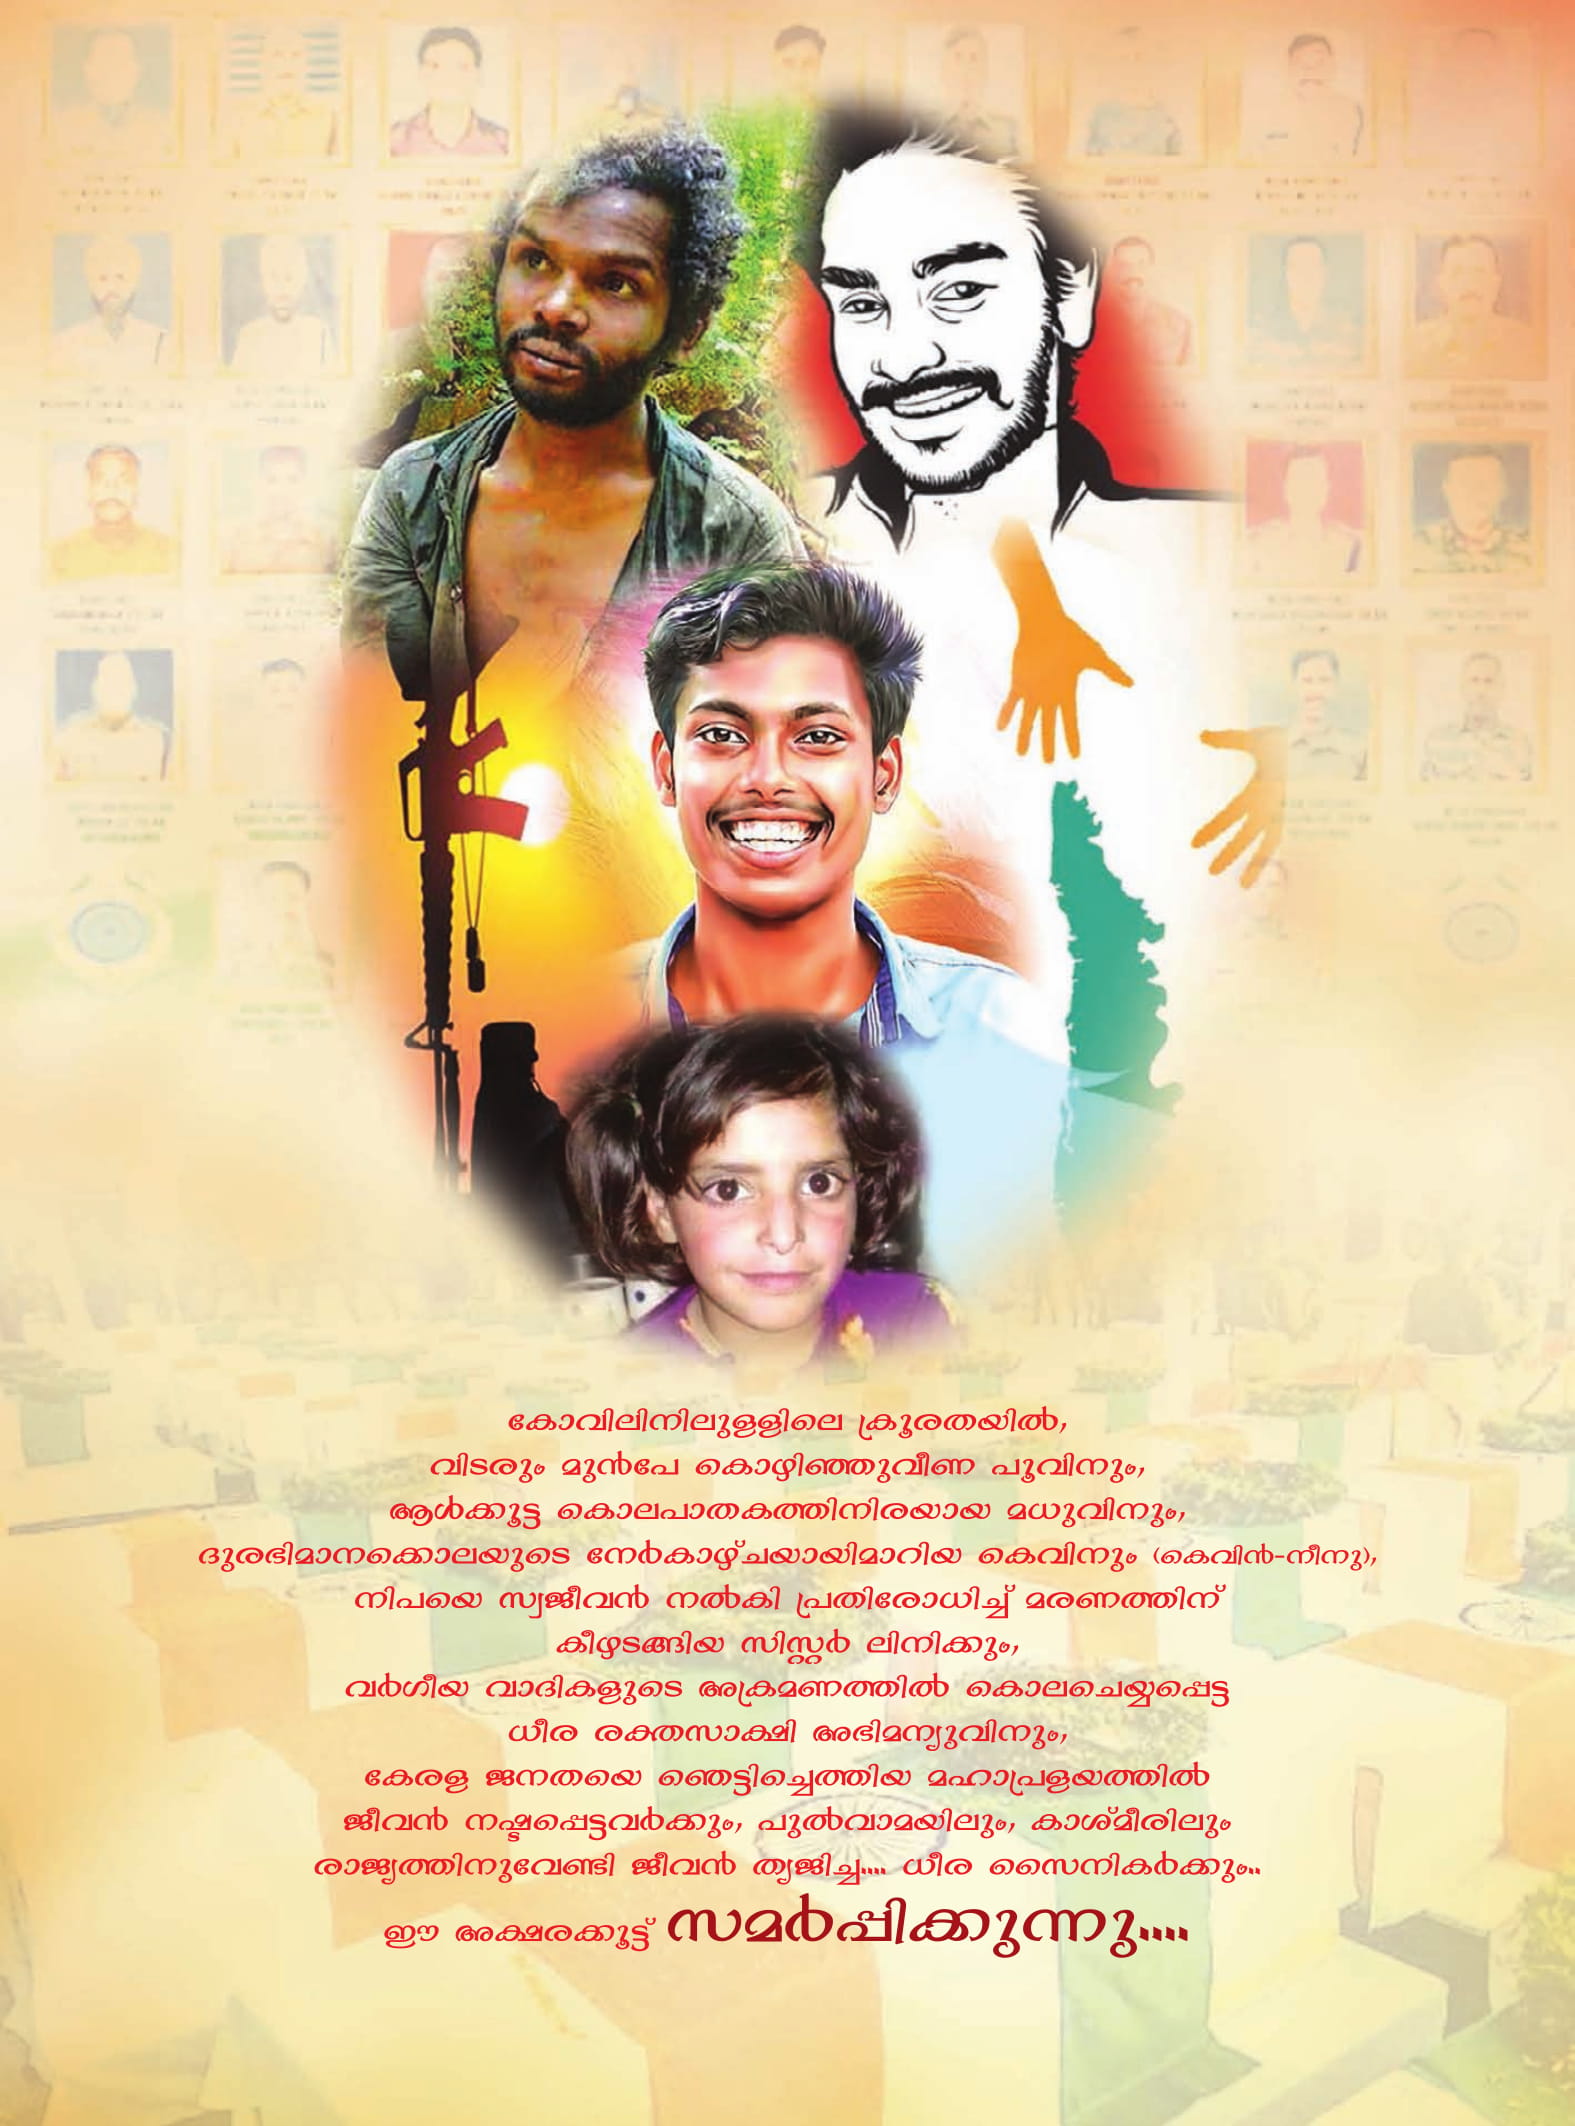 കോവിലിനിലുളളിലെ ക്രൂരതയിൽ,
വിടരും മുൻപേ കൊഴിഞ്ഞുവീണ പൂവിനും,
ആൾക്കൂട്ട കൊലപാതകത്തിനിരയായ മധുവിനും,
ദുരഭിമാനക്കൊലയുടെ നേർകാഴ്ചയായിമാറിയ കെവിനും (കെവിൻ-നീനു),
നിപയെ സ്വജീവൻ നൽകി പ്രതിരോധിച്ച് മരണത്തിന്
കീഴടങ്ങിയ സിസ്റ്റർ ലിനിക്കും,
വർഗീയ വാദികളുടെ അക്രമണത്തിൽ കൊലചെയ്യപ്പെട്ട
ധീര രക്തസാക്ഷി അഭിമന്യുവിനും,
കേരള ജനതയെ ഞെട്ടിച്ചെത്തിയ മഹാപ്രളയത്തിൽ
ജീവൻ നഷ്ടപ്പെട്ടവർക്കും, പുൽവാമയിലും, കാശ്മീരിലും
രാജ്യത്തിനുവേണ്ടി ജീവൻ ത്യജിച്ച.... ധീര സൈനികർക്കും..
ഈ അക്ഷരക്കൂട്ട് സമർപ്പിക്കുന്നു....